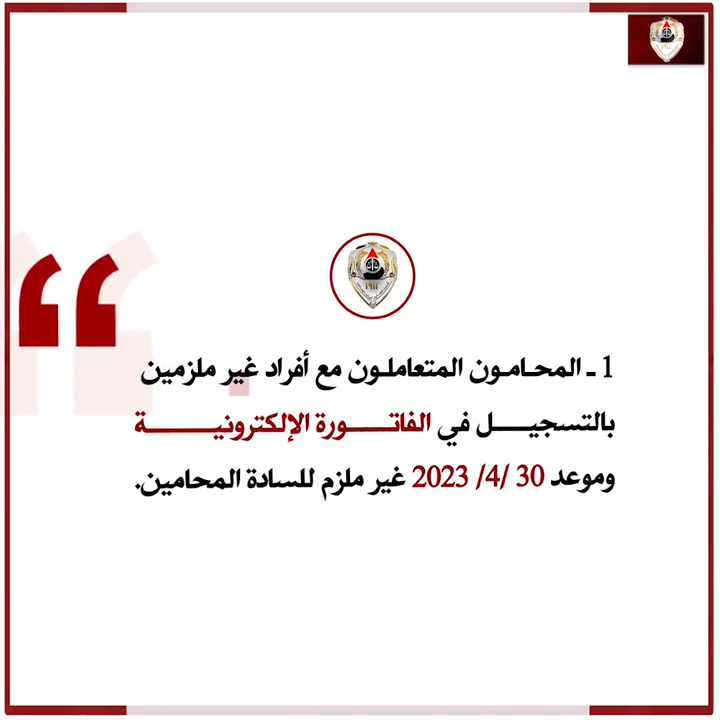 1 ـ المحامون المتعاملون مع أفراد غير ملزمين
بالتسجيل في الفاتورة الإلكترونية
وموعد 30 /4/ 2023 غير ملزم للسادة المحامين.